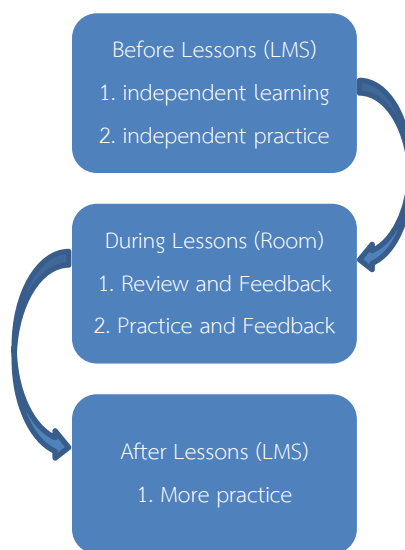 Before Lessons (LMS)
1. independent learning
2. independent practice
During Lessons (Room)
1. Review and Feedback
2. Practice and Feedback
After Lessons (LMS)
1. More practice